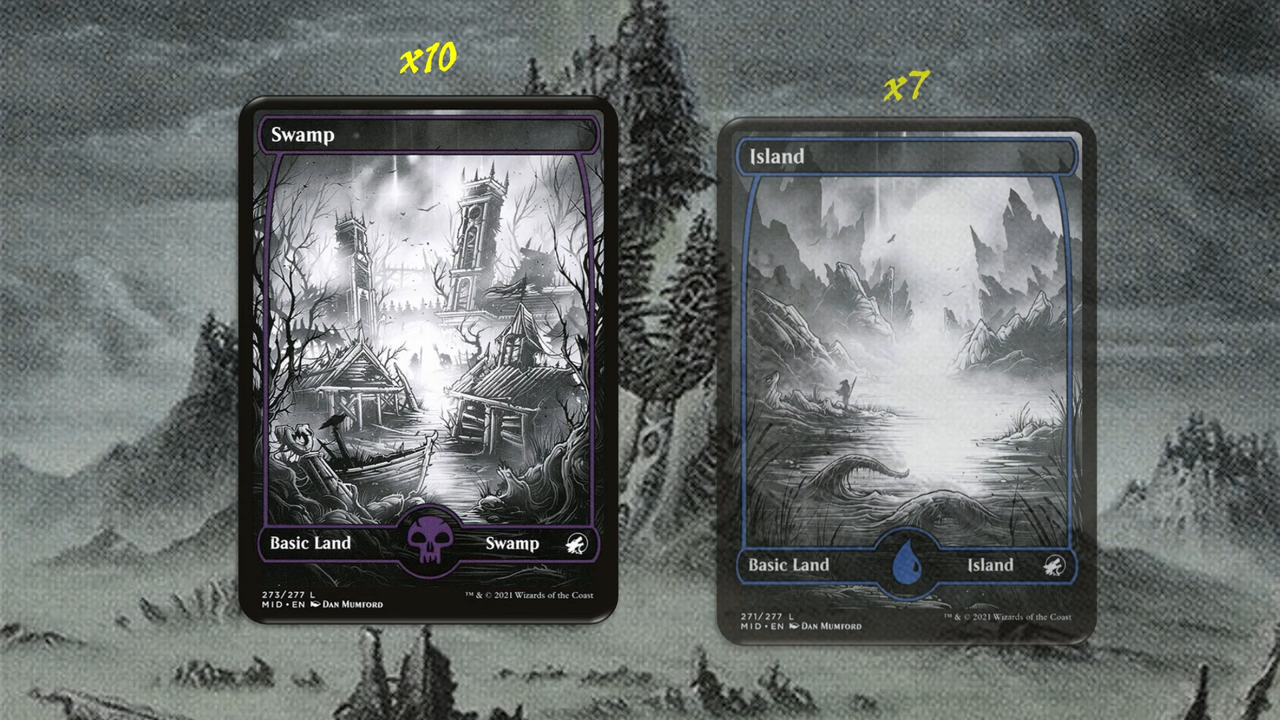 x10
Swamp
Basic Land Swamp
273/277 L
MID • EN Dan Mumford
™ & © 2021 Wizards of the Coast
x7
Island
Basic Land Island
271/277 L
MID • EN Dan Mumford
™ & © 2021 Wizards of the Coast